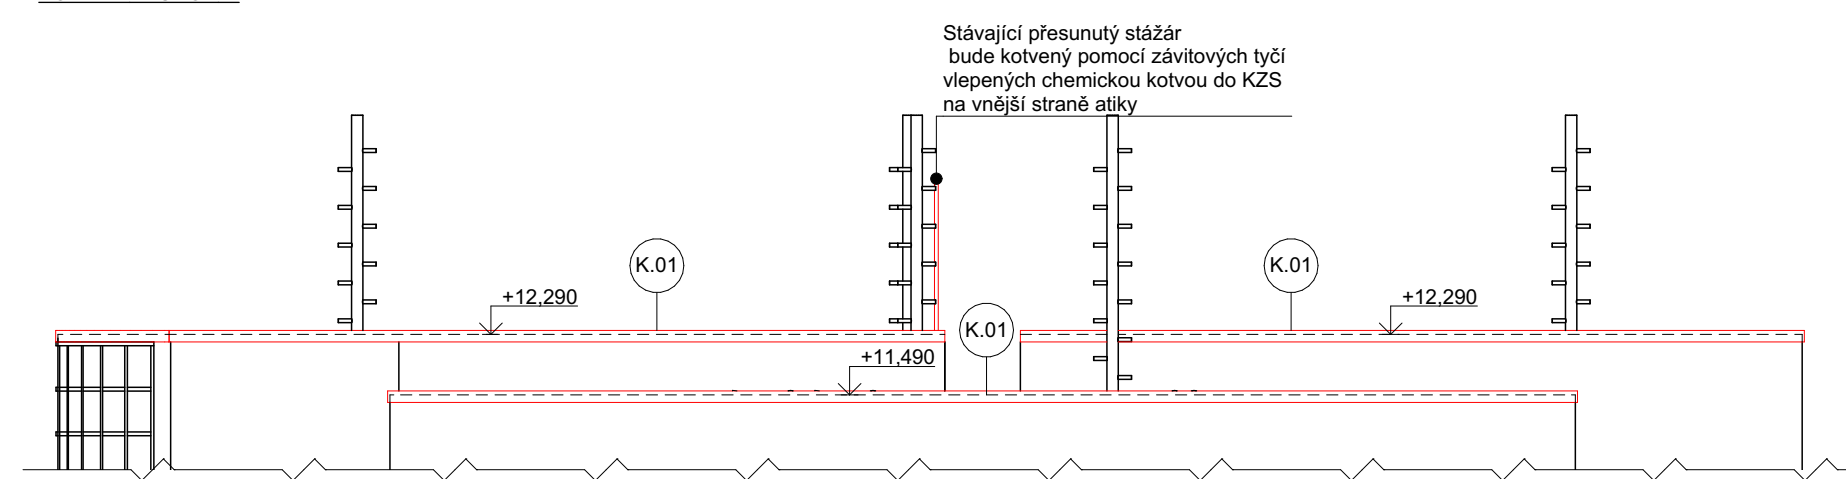 Stávající přesunutý stážár
bude kotvený pomocí závitových tyčí
vlepených chemickou kotvou do KZS
na vnější straně atiky
K.01
K.01
+12,290
+12,290
K.01
+11,490